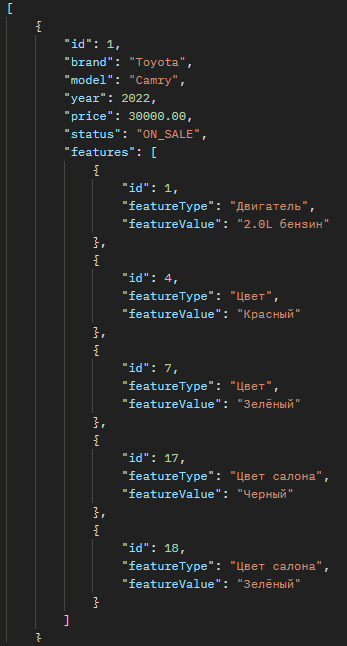 [
    {
        "id": 1,
        "brand": "Toyota",
        "model": "Camry",
        "year": 2022,
        "price": 30000.00,
        "status": "ON_SALE",
        "features": [
            {
                "id": 1,
                "featureType": "Двигатель",
                "featureValue": "2.0L бензин"
            },
            {
                "id": 4,
                "featureType": "Цвет",
                "featureValue": "Красный"
            },
            {
                "id": 7,
                "featureType": "Цвет",
                "featureValue": "Зелёный"
            },
            {
                "id": 17,
                "featureType": "Цвет салона",
                "featureValue": "Черный"
            },
            {
                "id": 18,
                "featureType": "Цвет салона",
                "featureValue": "Зелёный"
            }
        ]
    }